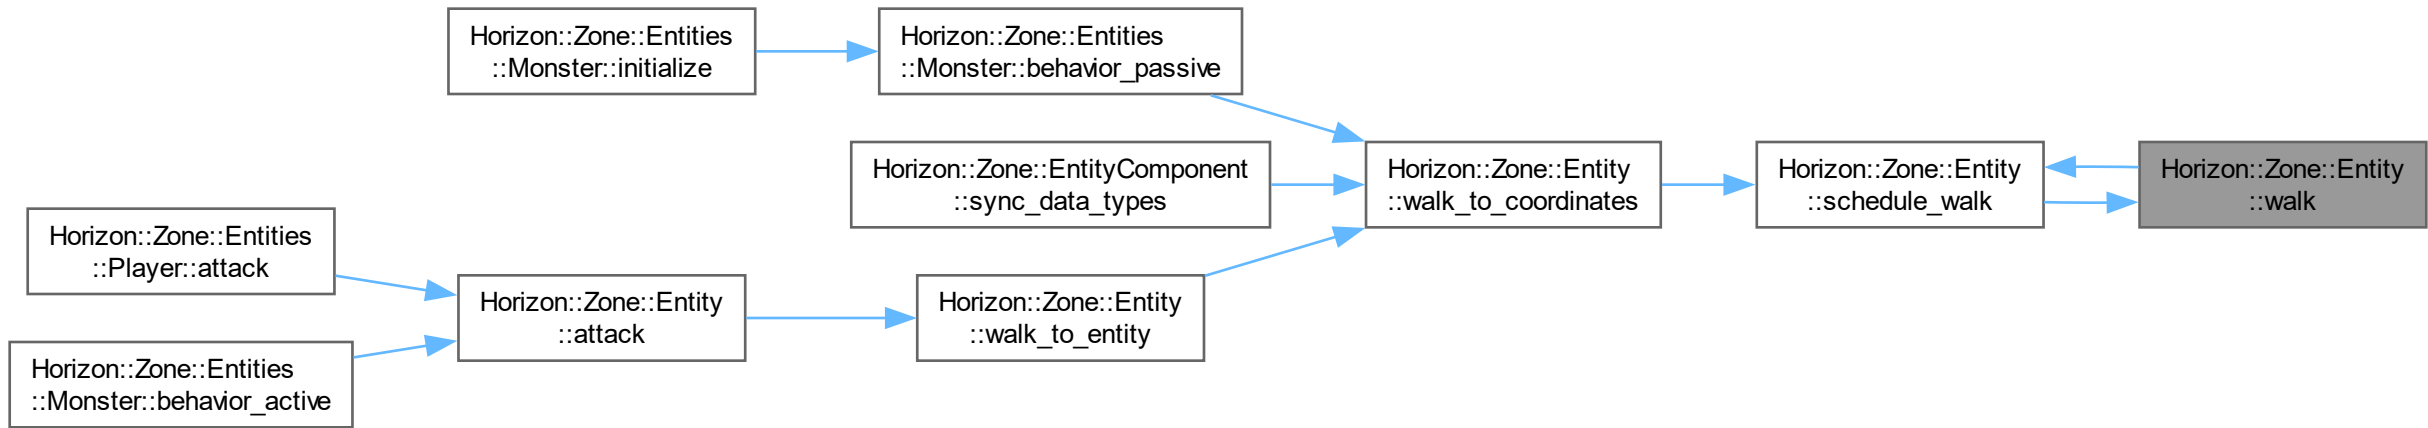 Horizon::Zone::Entities
::Monster::initialize
Horizon::Zone::Entities
::Monster::behavior_passive
Horizon::Zone::EntityComponent
::sync_data_types
Horizon::Zone::Entity
::walk_to_coordinates
Horizon::Zone::Entity
::schedule_walk
Horizon::Zone::Entity
::walk
Horizon::Zone::Entities
::Player::attack
Horizon::Zone::Entity
::attack
Horizon::Zone::Entity
::walk_to_entity
Horizon::Zone::Entities
::Monster::behavior_active